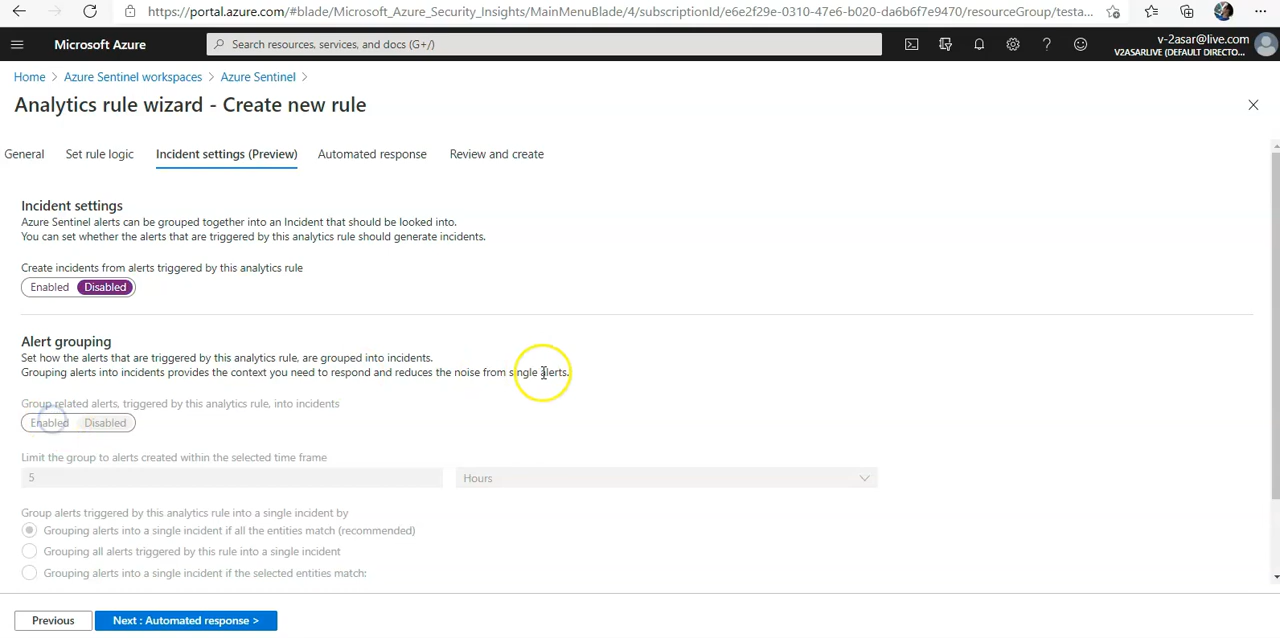 https://portal.azure.com/#blade/Microsoft_Azure_Security_Insights/MainMenuBlade/4/subscriptionId/e6e2f29e-0310-47e6-b020-da6b6f7e9470/resourceGroup/testa...
Microsoft Azure
Search resources, services, and docs (G+/)
v-2asar@live.com
V2ASARLIVE (DEFAULT DIRECTO...
Home > Azure Sentinel workspaces > Azure Sentinel >
Analytics rule wizard - Create new rule
General Set rule logic Incident settings (Preview) Automated response Review and create
Incident settings
Azure Sentinel alerts can be grouped together into an Incident that should be looked into.
You can set whether the alerts that are triggered by this analytics rule should generate incidents.
Create incidents from alerts triggered by this analytics rule
Enabled Disabled
Alert grouping
Set how the alerts that are triggered by this analytics rule, are grouped into incidents.
Grouping alerts into incidents provides the context you need to respond and reduces the noise from single alerts.
Group related alerts, triggered by this analytics rule, into incidents
Enabled Disabled
Limit the group to alerts created within the selected time frame
5 Hours
Group alerts triggered by this analytics rule into a single incident by
Grouping alerts into a single incident if all the entities match (recommended)
Grouping all alerts triggered by this rule into a single incident
Grouping alerts into a single incident if the selected entities match:
Previous Next : Automated response >